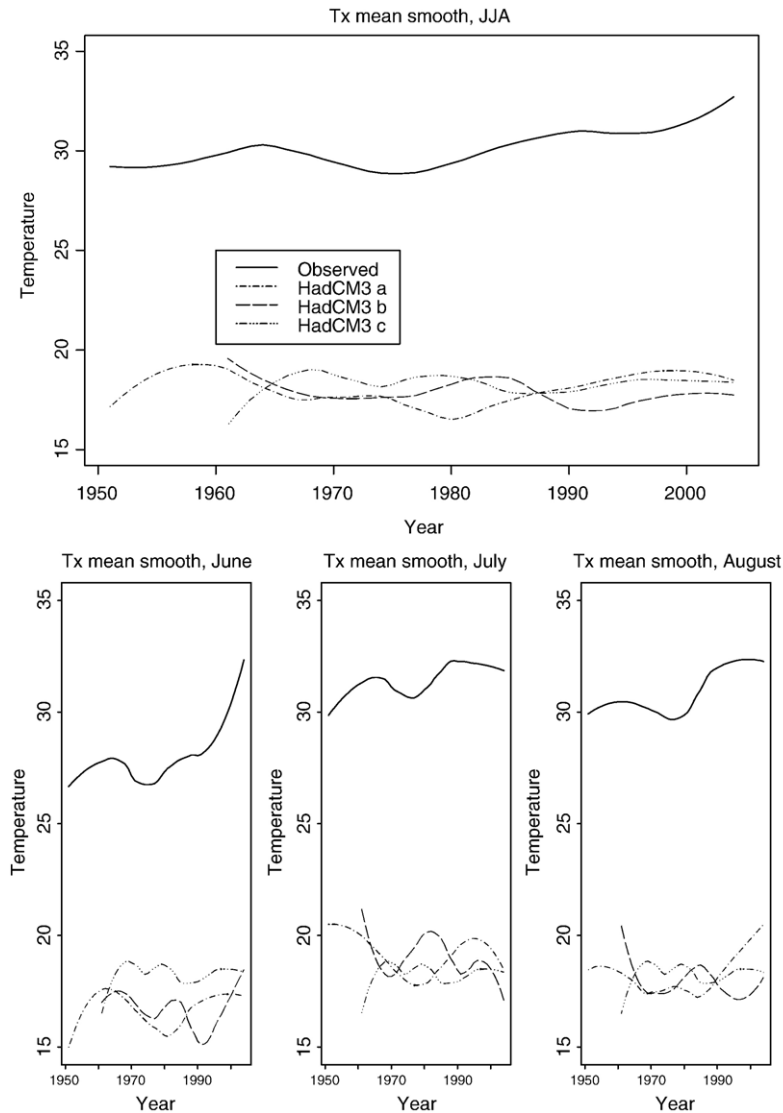 Tx mean smooth, JJA
35
30
25
20
15
Temperature
Observed
HadCM3 a
HadCM3 b
HadCM3 c
1950 1960 1970 1980 1990 2000
Year
Tx mean smooth, June
35
30
25
20
15
Temperature
1950 1970 1990
Year
Tx mean smooth, July
35
30
25
20
15
Temperature
1950 1970 1990
Year
Tx mean smooth, August
35
30
25
20
15
Temperature
1950 1970 1990
Year